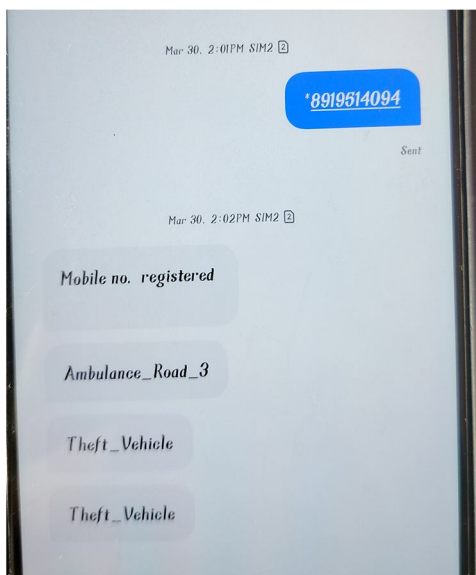 Mar 30, 2:01PM SIM2 2
*8919514094
Sent
Mar 30, 2:02PM SIM2 2
Mobile no. registered
Ambulance_Road_3
Theft_Vehicle
Theft_Vehicle